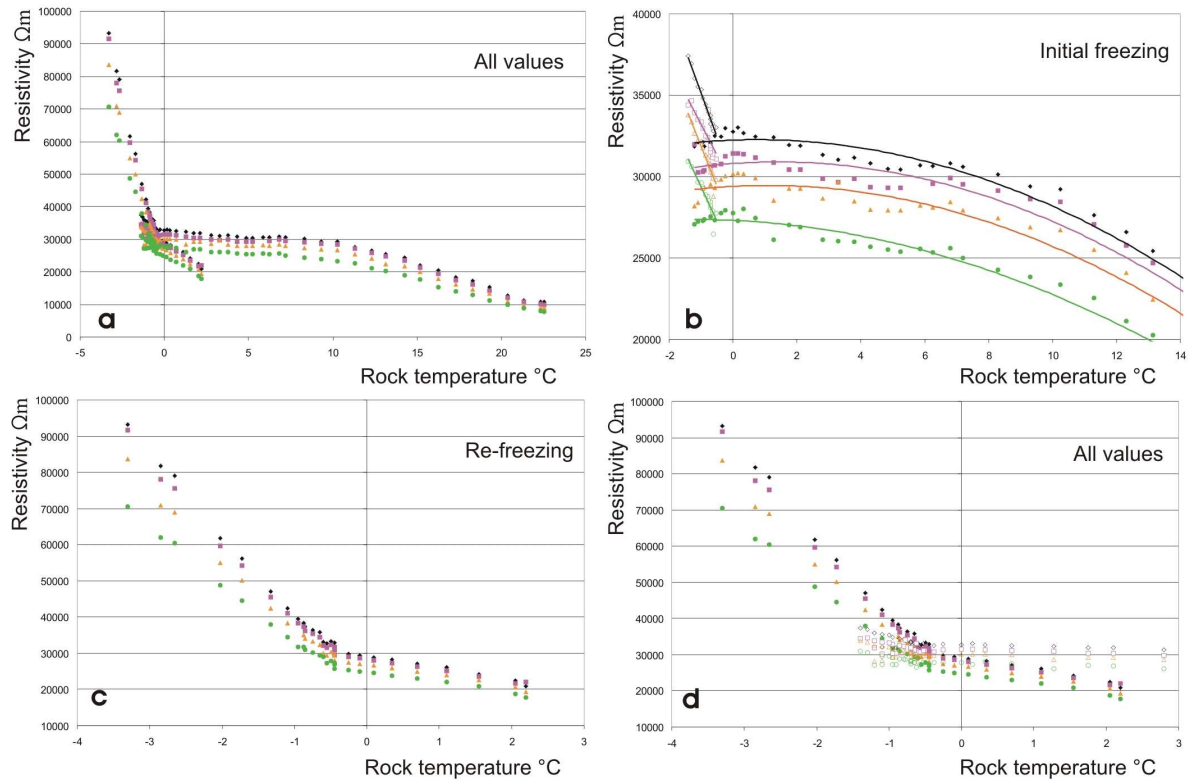 Resistivity Ωm
100000
90000
80000
70000
60000
50000
40000
30000
20000
10000
0
All values
a
-5 0 5 10 15 20 25
Rock temperature °C
Resistivity Ωm
40000
35000
30000
25000
20000
Initial freezing
b
-2 0 2 4 6 8 10 12 14
Rock temperature °C
Resistivity Ωm
100000
90000
80000
70000
60000
50000
40000
30000
20000
10000
Re-freezing
c
-4 -3 -2 -1 0 1 2 3
Rock temperature °C
Resistivity Ωm
100000
90000
80000
70000
60000
50000
40000
30000
20000
10000
All values
d
-4 -3 -2 -1 0 1 2 3
Rock temperature °C